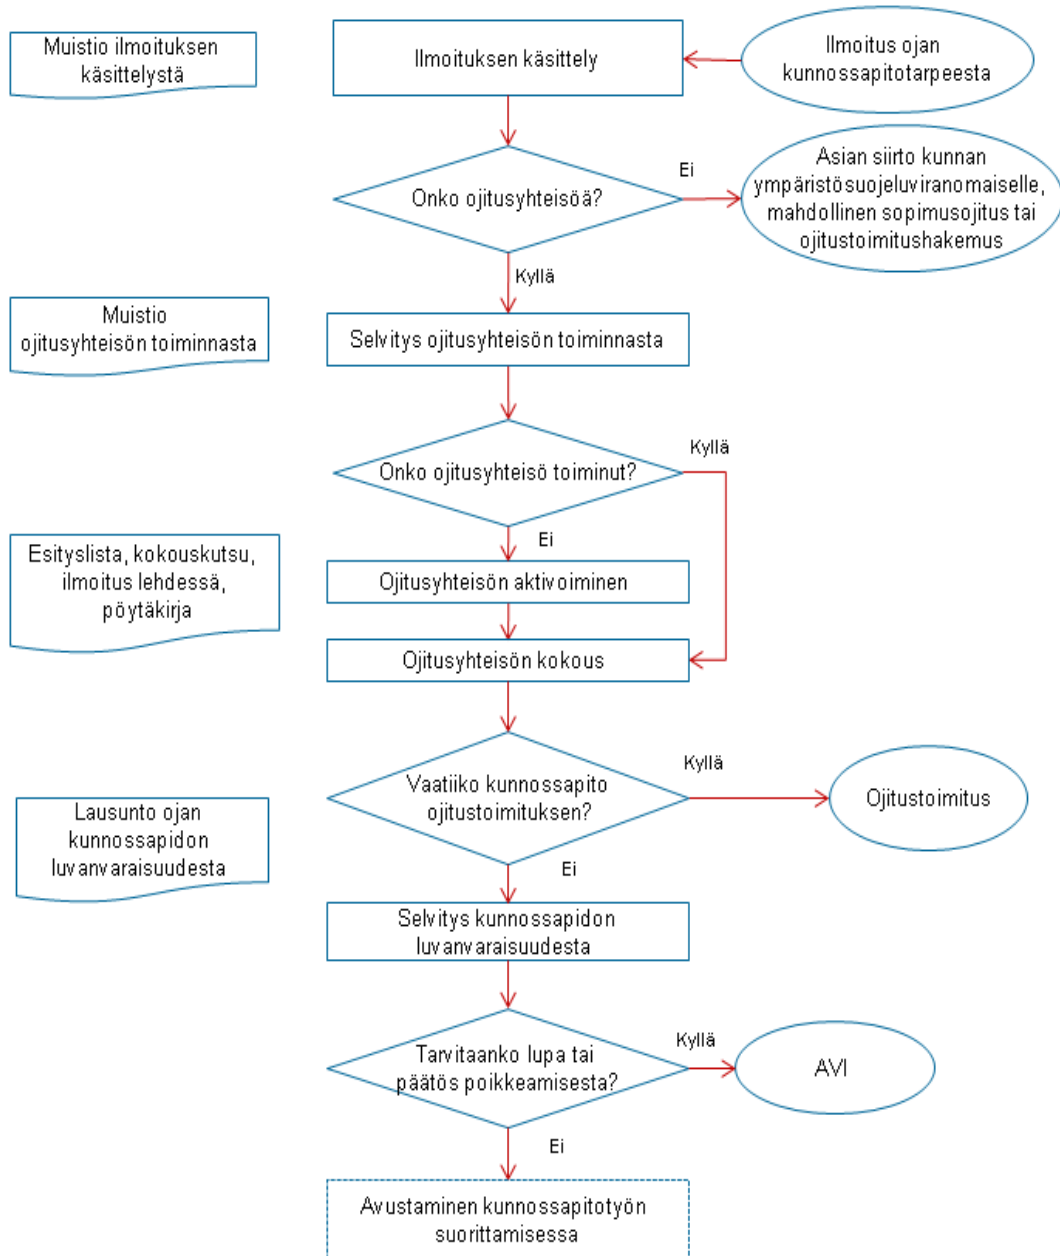 Muistio ilmoituksen
käsittelystä
Ilmoituksen käsittely
Ilmoitus ojan
kunnossapitotarpeesta
Onko ojitusyhteisöä?
Ei
Asian siirto kunnan
ympäristösuojeluviranomaiselle,
mahdollinen sopimusojitus tai
ojitustoimitushakemus
Kyllä
Muistio
ojitusyhteisön toiminnasta
Selvitys ojitusyhteisön toiminnasta
Onko ojitusyhteisö toiminut?
Kyllä
Ei
Esityslista, kokouskutsu,
ilmoitus lehdessä,
pöytäkirja
Ojitusyhteisön aktivoiminen
Ojitusyhteisön kokous
Vaatiiko kunnossapito
ojitustoimituksen?
Kyllä
Ojitustoimitus
Lausunto ojan
kunnossapidon
luvanvaraisuudesta
Ei
Selvitys kunnossapidon
luvanvaraisuudesta
Tarvitaanko lupa tai
päätös poikkeamisesta?
Kyllä
AVI
Ei
Avustaminen kunnossapitotyön
suorittamisessa